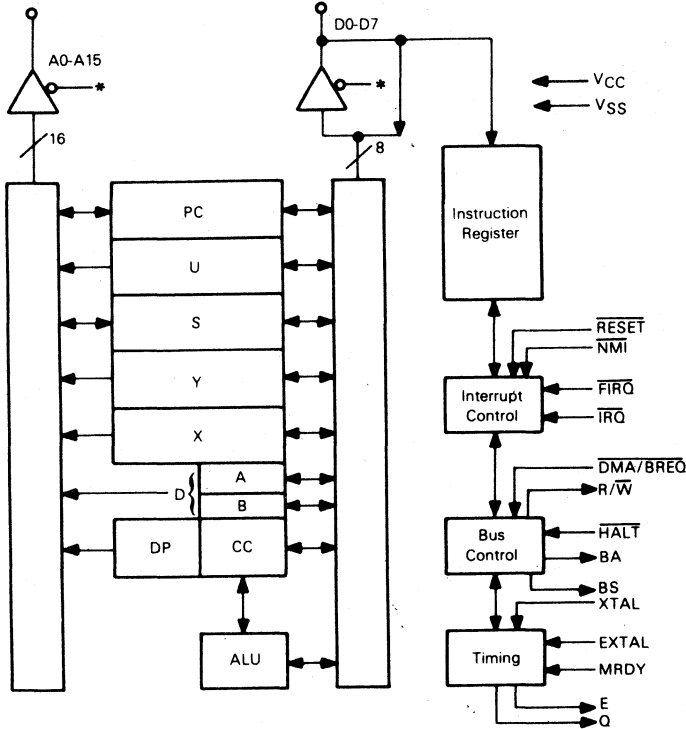 D0-D7
A0-A15
*
*
VCC
VSS
16
8
PC
U
S
Y
X
A
D {
B
DP
CC
ALU
Instruction
Register
RESET
NMI
Interrupt
Control
FIRQ
IRQ
DMA/BREQ
R/W
Bus
Control
HALT
BA
BS
XTAL
Timing
EXTAL
MRDY
E
Q